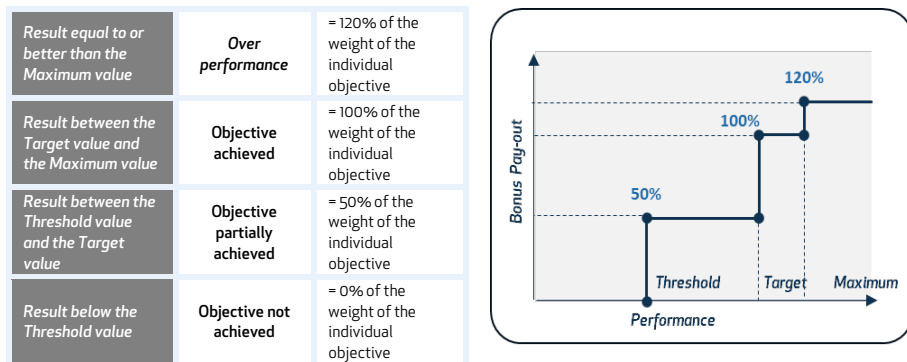 Result equal to or
better than the
Maximum value
Over
performance
= 120% of the
weight of the
individual
objective
Result between the
Target value and
the Maximum value
Objective
achieved
= 100% of the
weight of the
individual
objective
Result between the
Threshold value
and the Target
value
Objective
partially
achieved
= 50% of the
weight of the
individual
objective
Result below the
Threshold value
Objective not
achieved
= 0% of the
weight of the
individual
objective
Bonus Pay-out
120%
100%
50%
Threshold
Target
Maximum
Performance